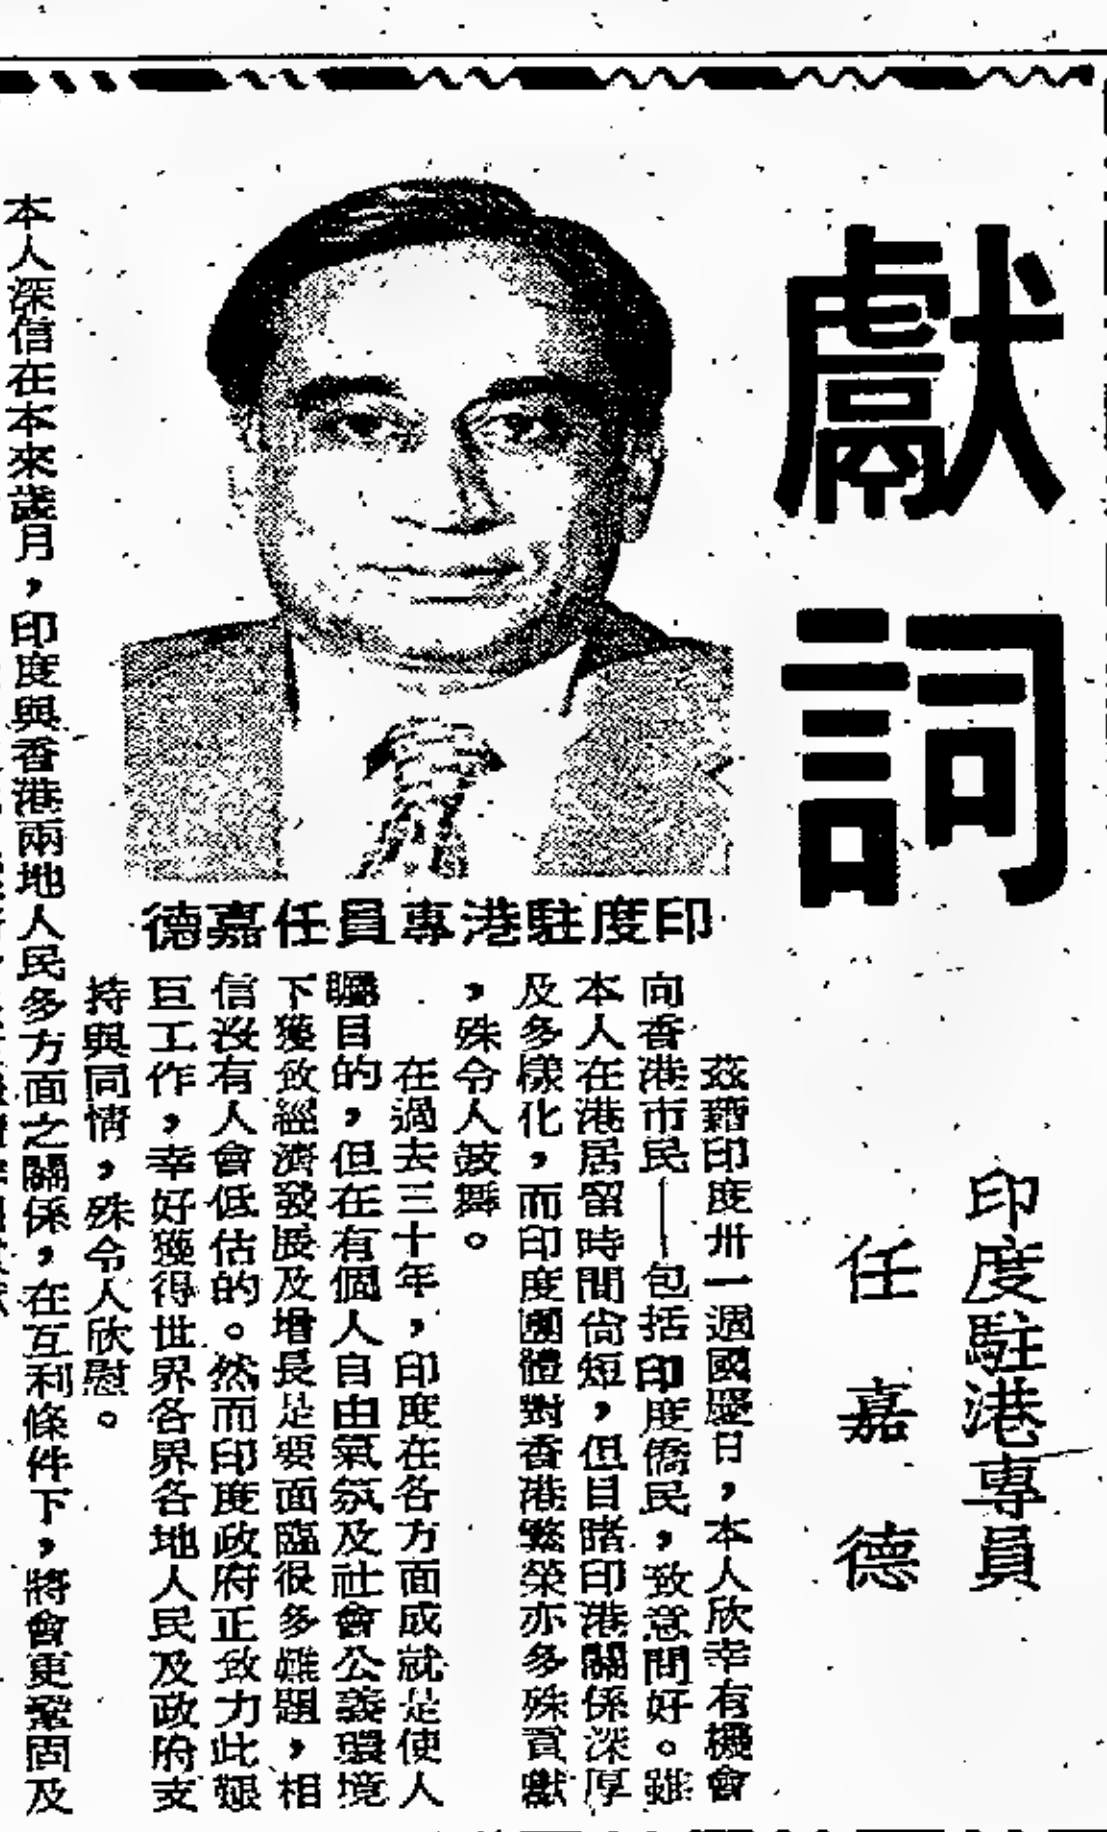 獻詞
印度駐港專員
任嘉德
德嘉任員專港駐度印
茲藉印度卅一週國慶日，本人欣幸有機會
向香港市民——包括印度僑民，致意問好。雖
本人在港居留時間尙短，但目睹印港關係深厚
及多樣化，而印度團體對香港繁榮亦多殊貢獻
，殊令人鼓舞。
在過去三十年，印度在各方面成就是使人
矚目的，但在有個人自由氣氛及社會公義環境
下獲致經濟發展及增長是要面臨很多難題，相
信沒有人會低估的。然而印度政府正致力此艱
巨工作，幸好獲得世界各界各地人民及政府支
持與同情，殊令人欣慰。
本人深信在本來歲月，印度與香港兩地人民多方面之關係，在互利條件下，將會更鞏固及